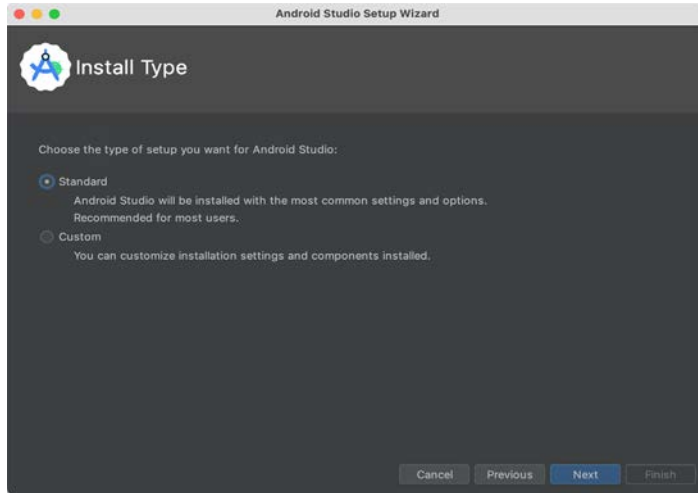 Android Studio Setup Wizard
Install Type
Choose the type of setup you want for Android Studio:
Standard
Android Studio will be installed with the most common settings and options.
Recommended for most users.
Custom
You can customize installation settings and components installed.
Cancel Previous Next Finish